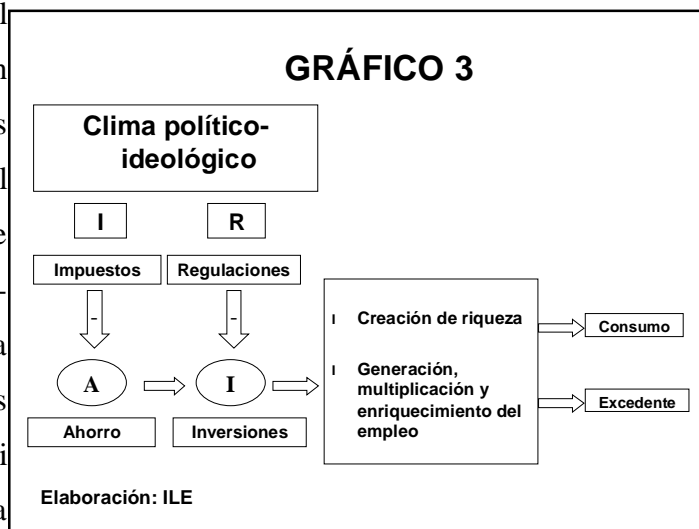 GRÁFICO 3
Clima político-
ideológico
I R
Impuestos Regulaciones
- -
l Creación de riqueza
Consumo
A I
l Generación,
multiplicación y
enriquecimiento del
empleo
Excedente
Ahorro Inversiones
Elaboración: ILE